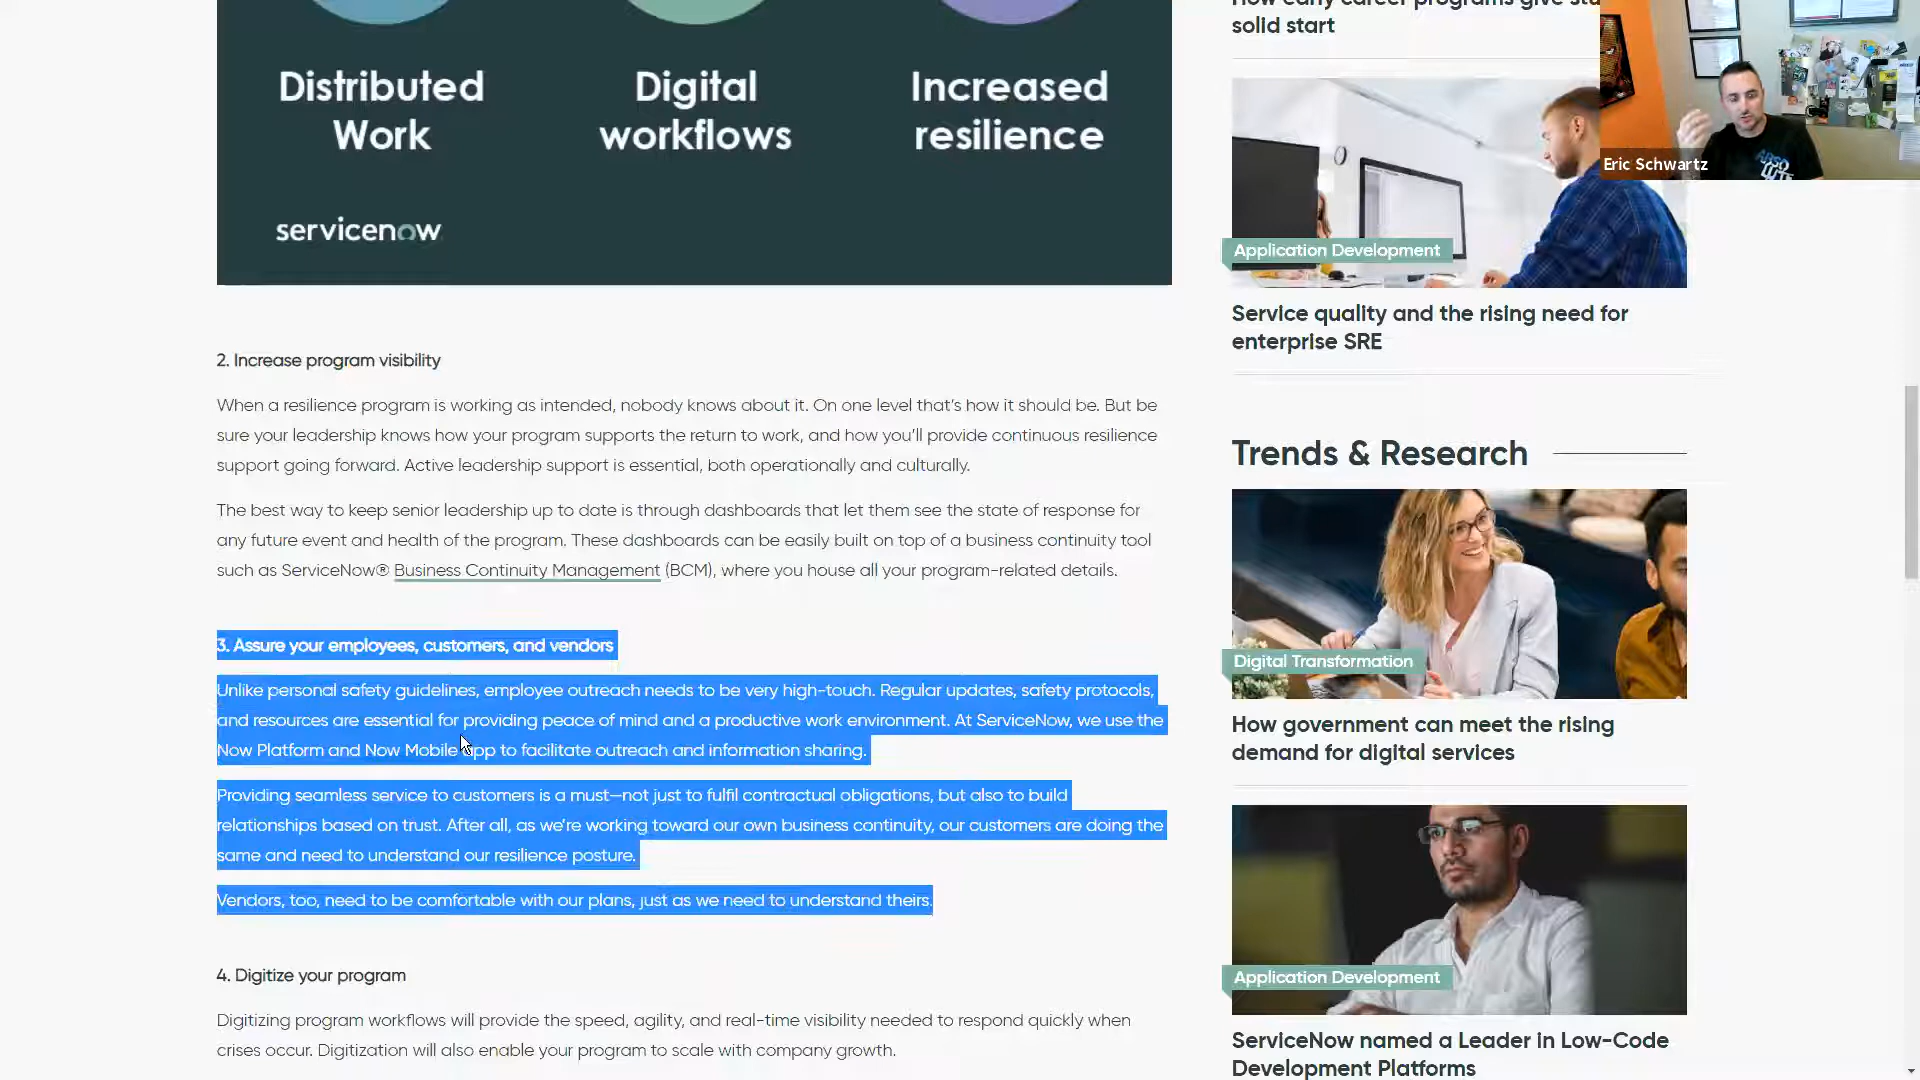 Distributed
Work
Digital
workflows
Increased
resilience
servicenow
2. Increase program visibility
When a resilience program is working as intended, nobody knows about it. On one level that's how it should be. But be
sure your leadership knows how your program supports the return to work, and how you'll provide continuous resilience
support going forward. Active leadership support is essential, both operationally and culturally.
The best way to keep senior leadership up to date is through dashboards that let them see the state of response for
any future event and health of the program. These dashboards can be easily built on top of a business continuity tool
such as ServiceNow® Business Continuity Management (BCM), where you house all your program-related details.
3. Assure your employees, customers, and vendors
Unlike personal safety guidelines, employee outreach needs to be very high-touch. Regular updates, safety protocols,
and resources are essential for providing peace of mind and a productive work environment. At ServiceNow, we use the
Now Platform and Now Mobile app to facilitate outreach and information sharing.
Providing seamless service to customers is a must—not just to fulfil contractual obligations, but also to build
relationships based on trust. After all, as we're working toward our own business continuity, our customers are doing the
same and need to understand our resilience posture.
Vendors, too, need to be comfortable with our plans, just as we need to understand theirs.
4. Digitize your program
Digitizing program workflows will provide the speed, agility, and real-time visibility needed to respond quickly when
crises occur. Digitization will also enable your program to scale with company growth.
How early career programs give
solid start
Eric Schwartz
ABSO
LUTE
Application Development
Service quality and the rising need for
enterprise SRE
Trends & Research
Digital Transformation
How government can meet the rising
demand for digital services
Application Development
ServiceNow named a Leader in Low-Code
Development Platforms